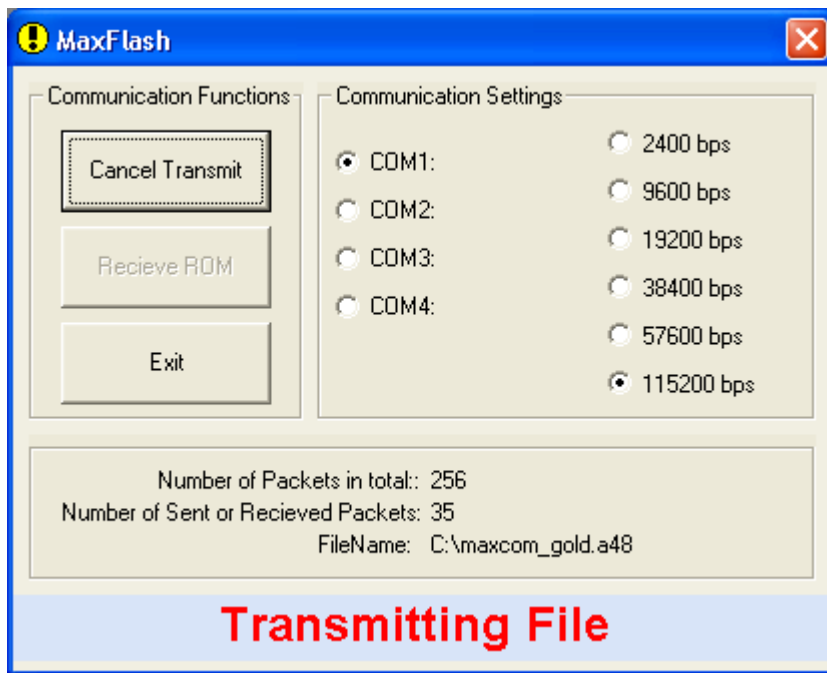 MaxFlash
Communication Functions
Cancel Transmit
Recieve ROM
Exit
Communication Settings
COM1:
COM2:
COM3:
COM4:
2400 bps
9600 bps
19200 bps
38400 bps
57600 bps
115200 bps
Number of Packets in total:: 256
Number of Sent or Recieved Packets: 35
FileName: C:\maxcom_gold.a48
Transmitting File